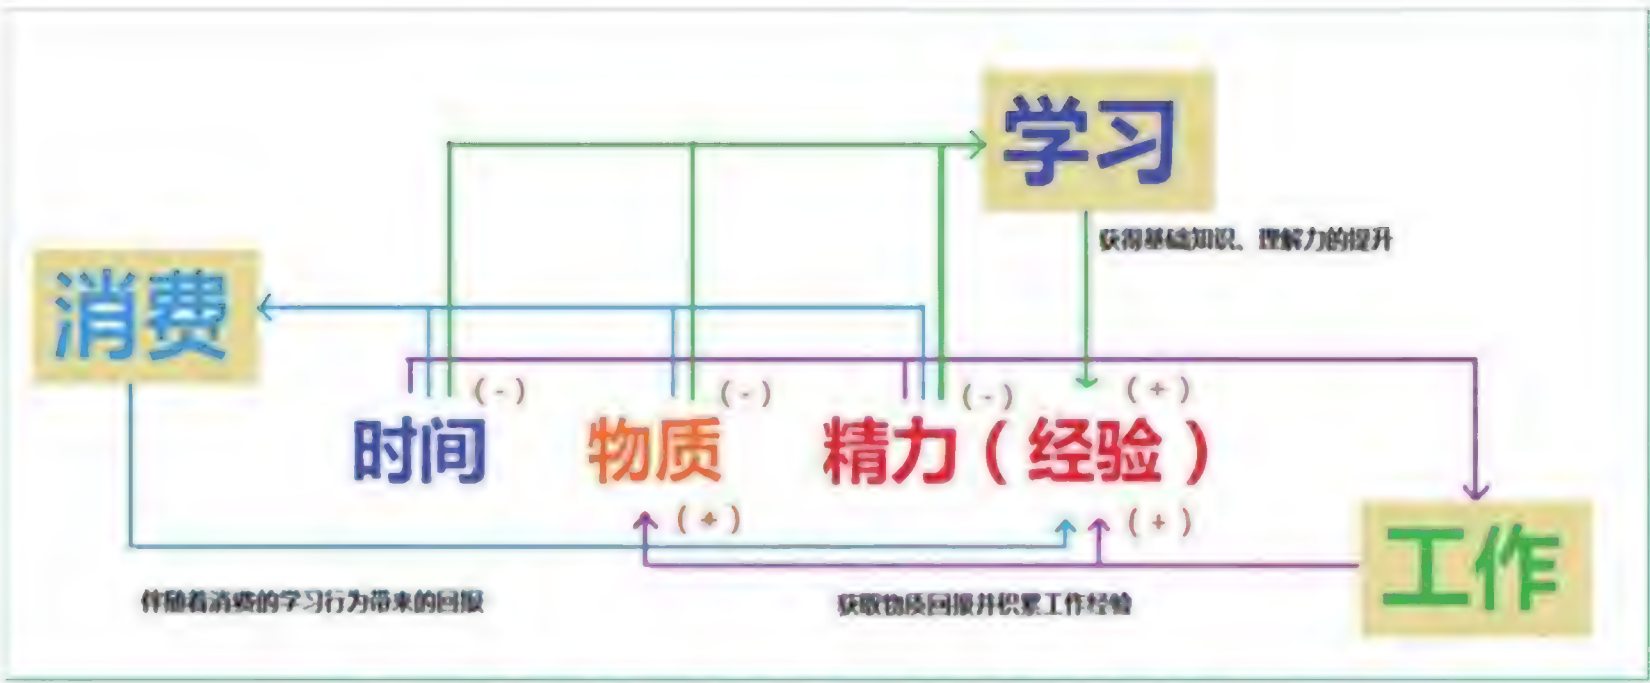 学习
获得基础知识、理解力的提升
消费
(-)
(-)
(-)
(+)
时间
物质
精力（经验）
(+)
(+)
工作
伴随着消费的学习行为带来的回报
获取物质回报并积累工作经验